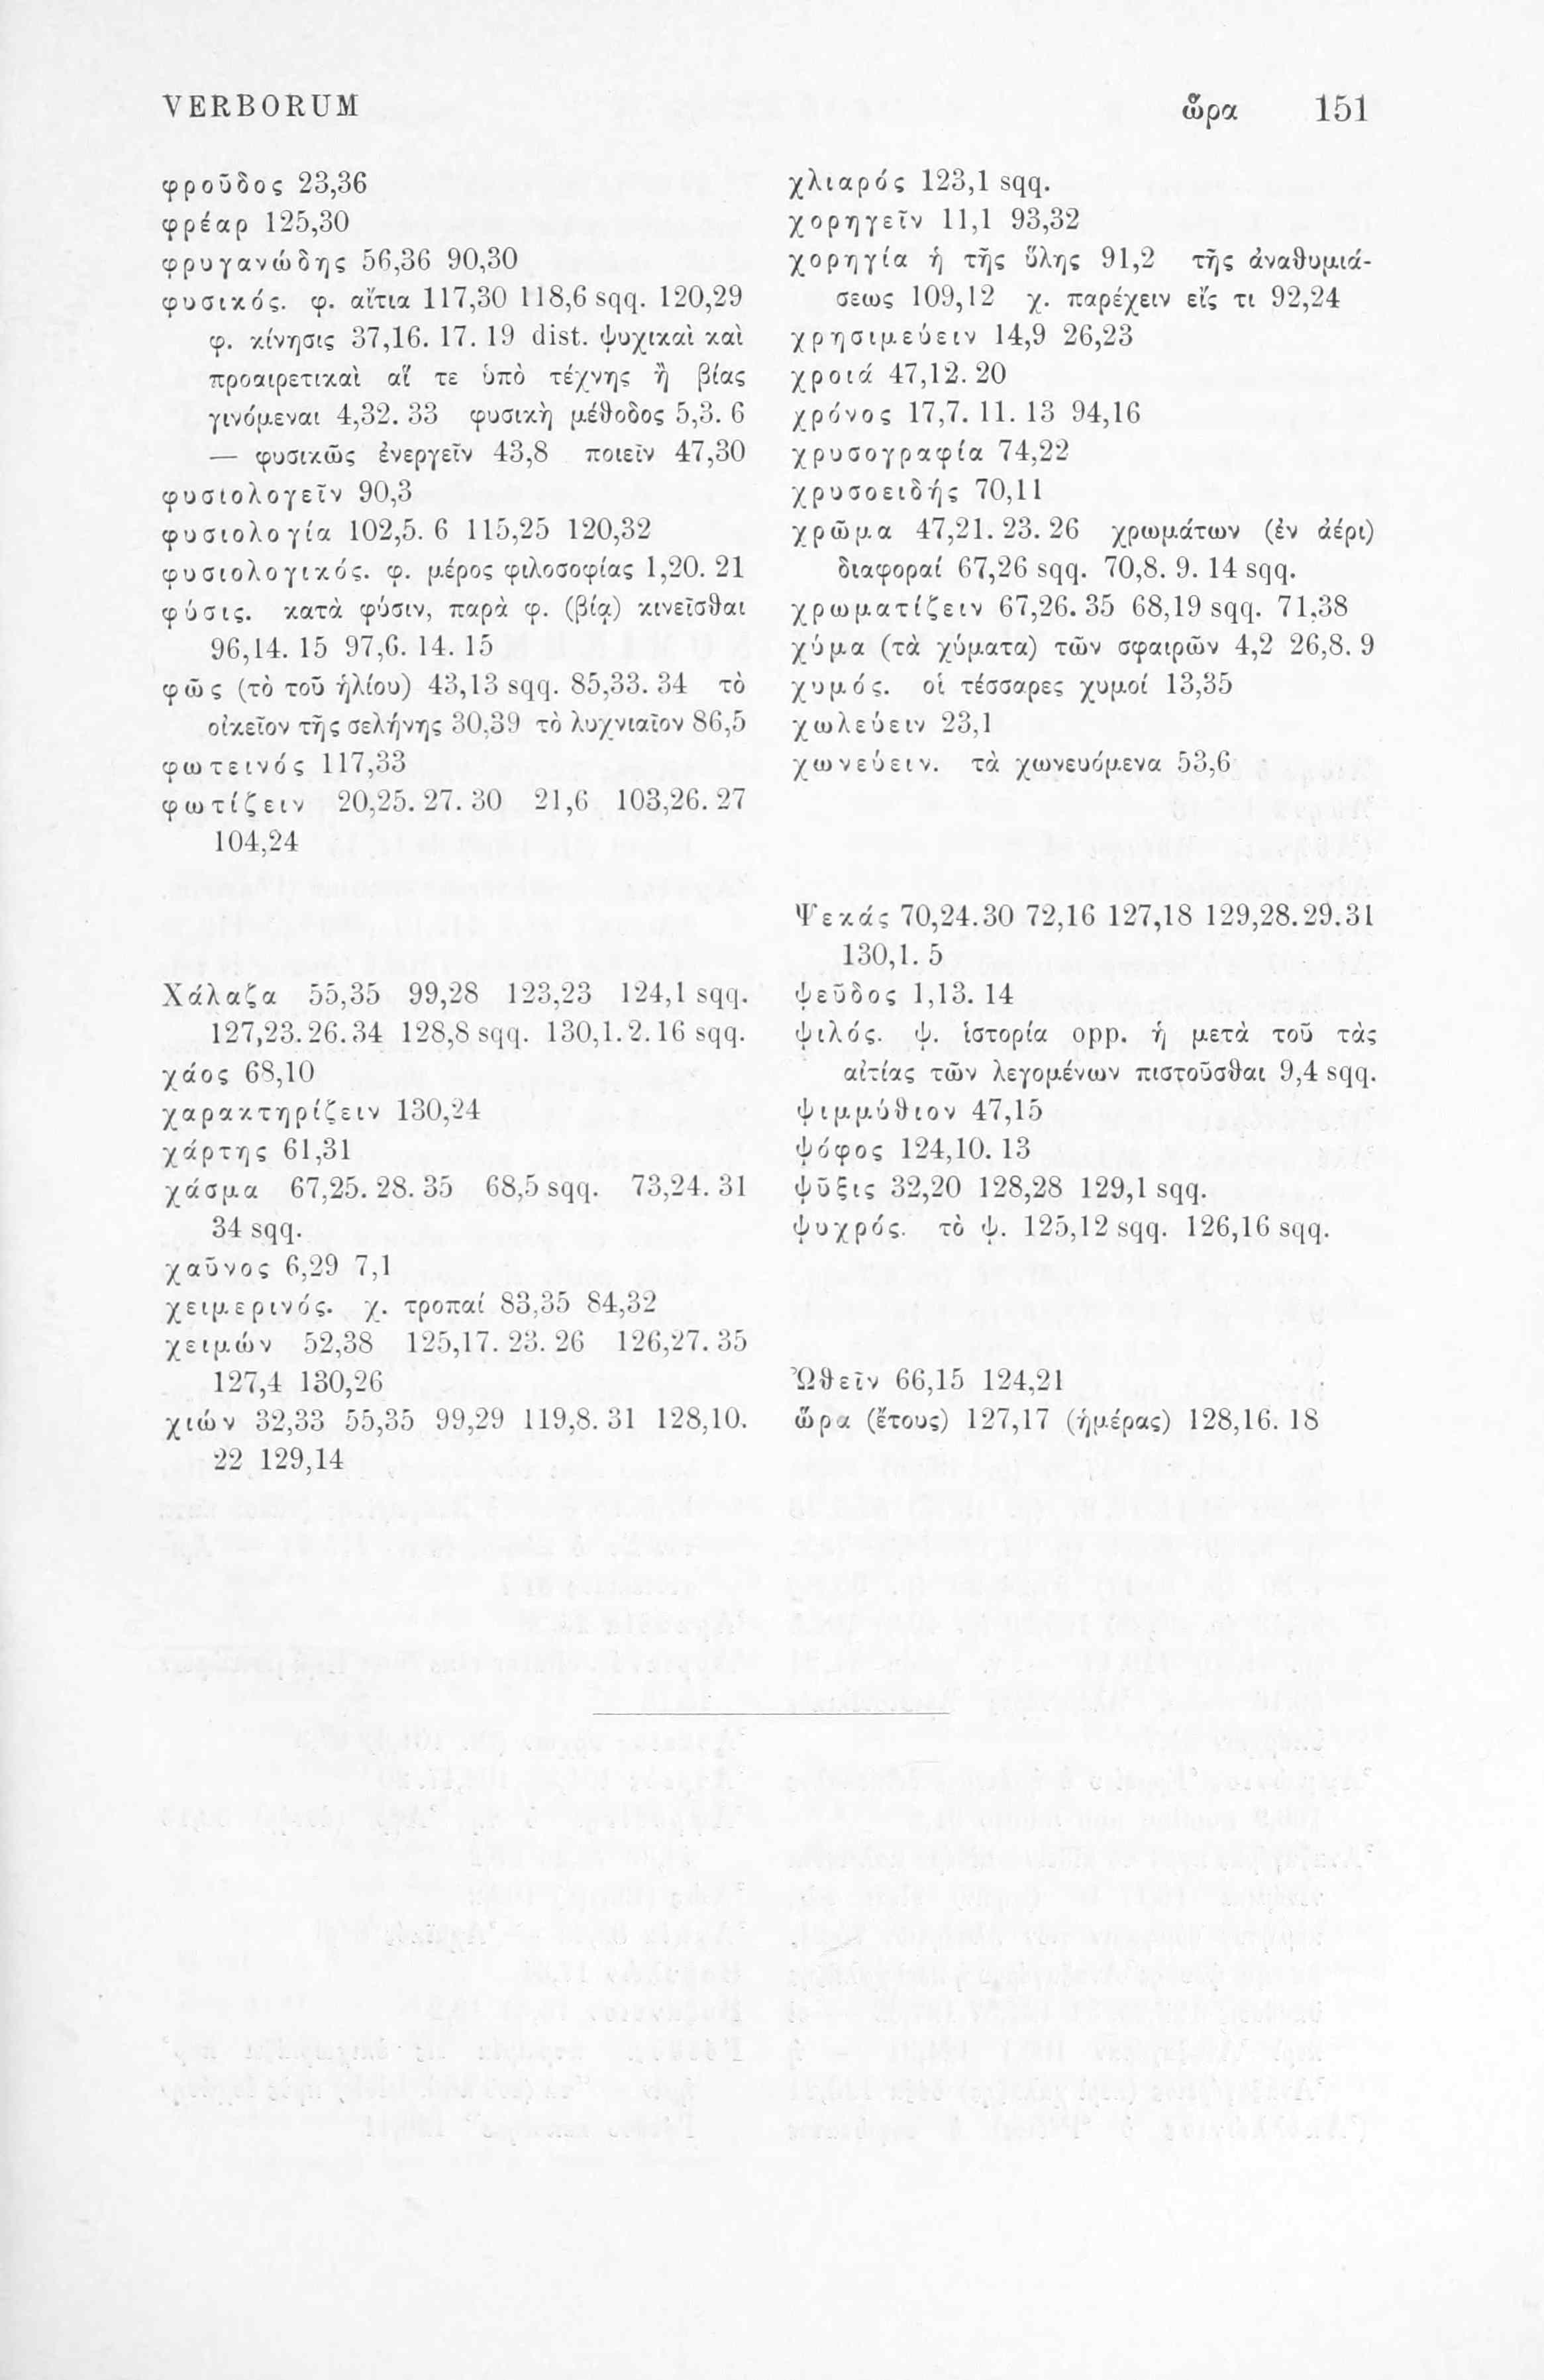 VERBORUM ὥρα 151
φροῦδος 23,36
φρέαρ 125,30
φρυγανώδης 56,36 90,30
φυσικός. φ. αἴτια 117,30 118,6 sqq. 120,29
φ. κίνησις 37,16. 17. 19 dist. ψυχικαὶ καὶ
προαιρετικαὶ αἵ τε ὑπὸ τέχνης ἢ βίας
γινόμεναι 4,32. 33 φυσικὴ μέθοδος 5,3. 6
— φυσικῶς ἐνεργεῖν 43,8 ποιεῖν 47,30
φυσιολογεῖν 90,3
φυσιολογία 102,5. 6 115,25 120,32
φυσιολογικός. φ. μέρος φιλοσοφίας 1,20. 21
φύσις. κατὰ φύσιν, παρὰ φ. (βίᾳ) κινεῖσθαι
96,14. 15 97,6. 14. 15
φῶς (τὸ τοῦ ἡλίου) 43,13 sqq. 85,33. 34 τὸ
οἰκεῖον τῆς σελήνης 30,39 τὸ λυχνιαῖον 86,5
φωτεινός 117,33
φωτίζειν 20,25. 27. 30 21,6 103,26. 27
104,24
Χάλαζα 55,35 99,28 123,23 124,1 sqq.
127,23. 26. 34 128,8 sqq. 130,1. 2. 16 sqq.
χάος 68,10
χαρακτηρίζειν 130,24
χάρτης 61,31
χάσμα 67,25. 28. 35 68,5 sqq. 73,24. 31
34 sqq.
χαῦνος 6,29 7,1
χειμερινός. χ. τροπαί 83,35 84,32
χειμών 52,38 125,17. 23. 26 126,27. 35
127,4 130,26
χιών 32,33 55,35 99,29 119,8. 31 128,10.
22 129,14
χλιαρός 123,1 sqq.
χορηγεῖν 11,1 93,32
χορηγία ἡ τῆς ὕλης 91,2 τῆς ἀναθυμιά-
σεως 109,12 χ. παρέχειν εἴς τι 92,24
χρησιμεύειν 14,9 26,23
χροιά 47,12. 20
χρόνος 17,7. 11. 13 94,16
χρυσογραφία 74,22
χρυσοειδής 70,11
χρῶμα 47,21. 23. 26 χρωμάτων (ἐν ἀέρι)
διαφοραί 67,26 sqq. 70,8. 9. 14 sqq.
χρωματίζειν 67,26. 35 68,19 sqq. 71,38
χύμα (τὰ χύματα) τῶν σφαιρῶν 4,2 26,8. 9
χυμός. οἱ τέσσαρες χυμοί 13,35
χωλεύειν 23,1
χωνεύειν. τὰ χωνευόμενα 53,6
Ψεκάς 70,24. 30 72,16 127,18 129,28. 29. 31
130,1. 5
ψεῦδος 1,13. 14
ψιλός. ψ. ἱστορία opp. ἡ μετὰ τοῦ τὰς
αἰτίας τῶν λεγομένων πιστοῦσθαι 9,4 sqq.
ψιμμύθιον 47,15
ψόφος 124,10. 13
ψῦξις 32,20 128,28 129,1 sqq.
ψυχρός. τὸ ψ. 125,12 sqq. 126,16 sqq.
Ὠθεῖν 66,15 124,21
ὥρα (ἔτους) 127,17 (ἡμέρας) 128,16. 18